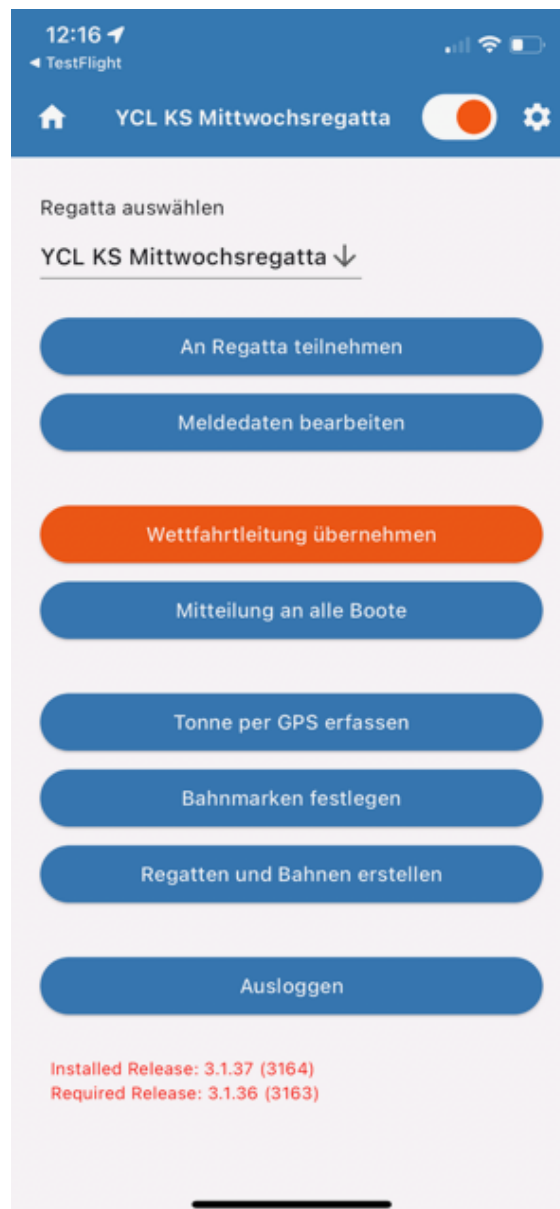 12:16
◄ TestFlight
YCL KS Mittwochsregatta
Regatta auswählen
YCL KS Mittwochsregatta
An Regatta teilnehmen
Meldedaten bearbeiten
Wettfahrtleitung übernehmen
Mitteilung an alle Boote
Tonne per GPS erfassen
Bahnmarken festlegen
Regatten und Bahnen erstellen
Ausloggen
Installed Release: 3.1.37 (3164)
Required Release: 3.1.36 (3163)